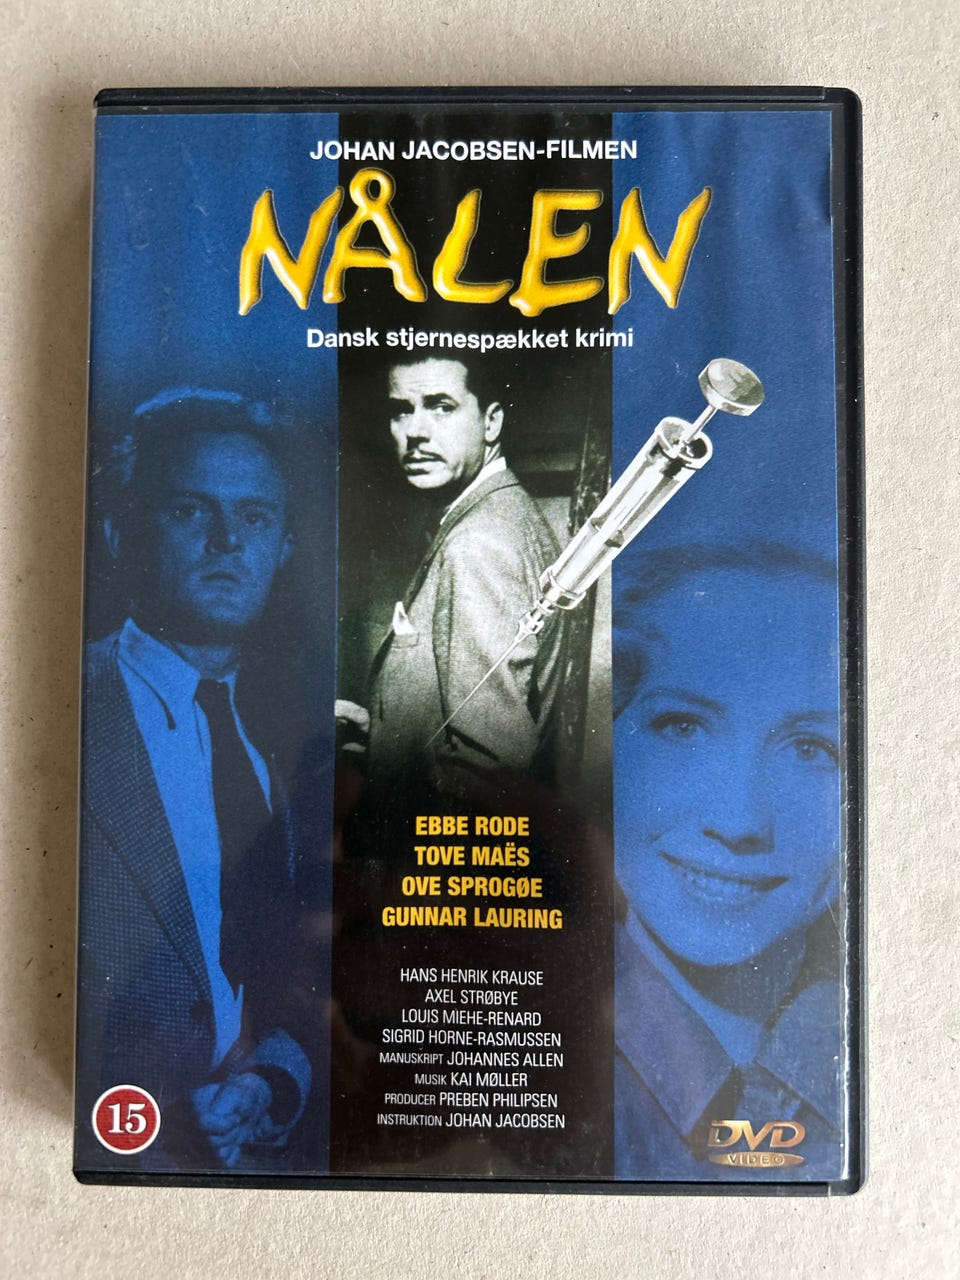 JOHAN JACOBSEN-FILMEN
NÅLEN
Dansk stjernespækket krimi
EBBE RODE
TOVE MAËS
OVE SPROGØE
GUNNAR LAURING
HANS HENRIK KRAUSE
AXEL STRØBYE
LOUIS MIEHE-RENARD
SIGRID HORNE-RASMUSSEN
MANUSKRIPT JOHANNES ALLEN
MUSIK KAI MØLLER
PRODUCER PREBEN PHILIPSEN
INSTRUKTION JOHAN JACOBSEN
15
DVD
VIDEO